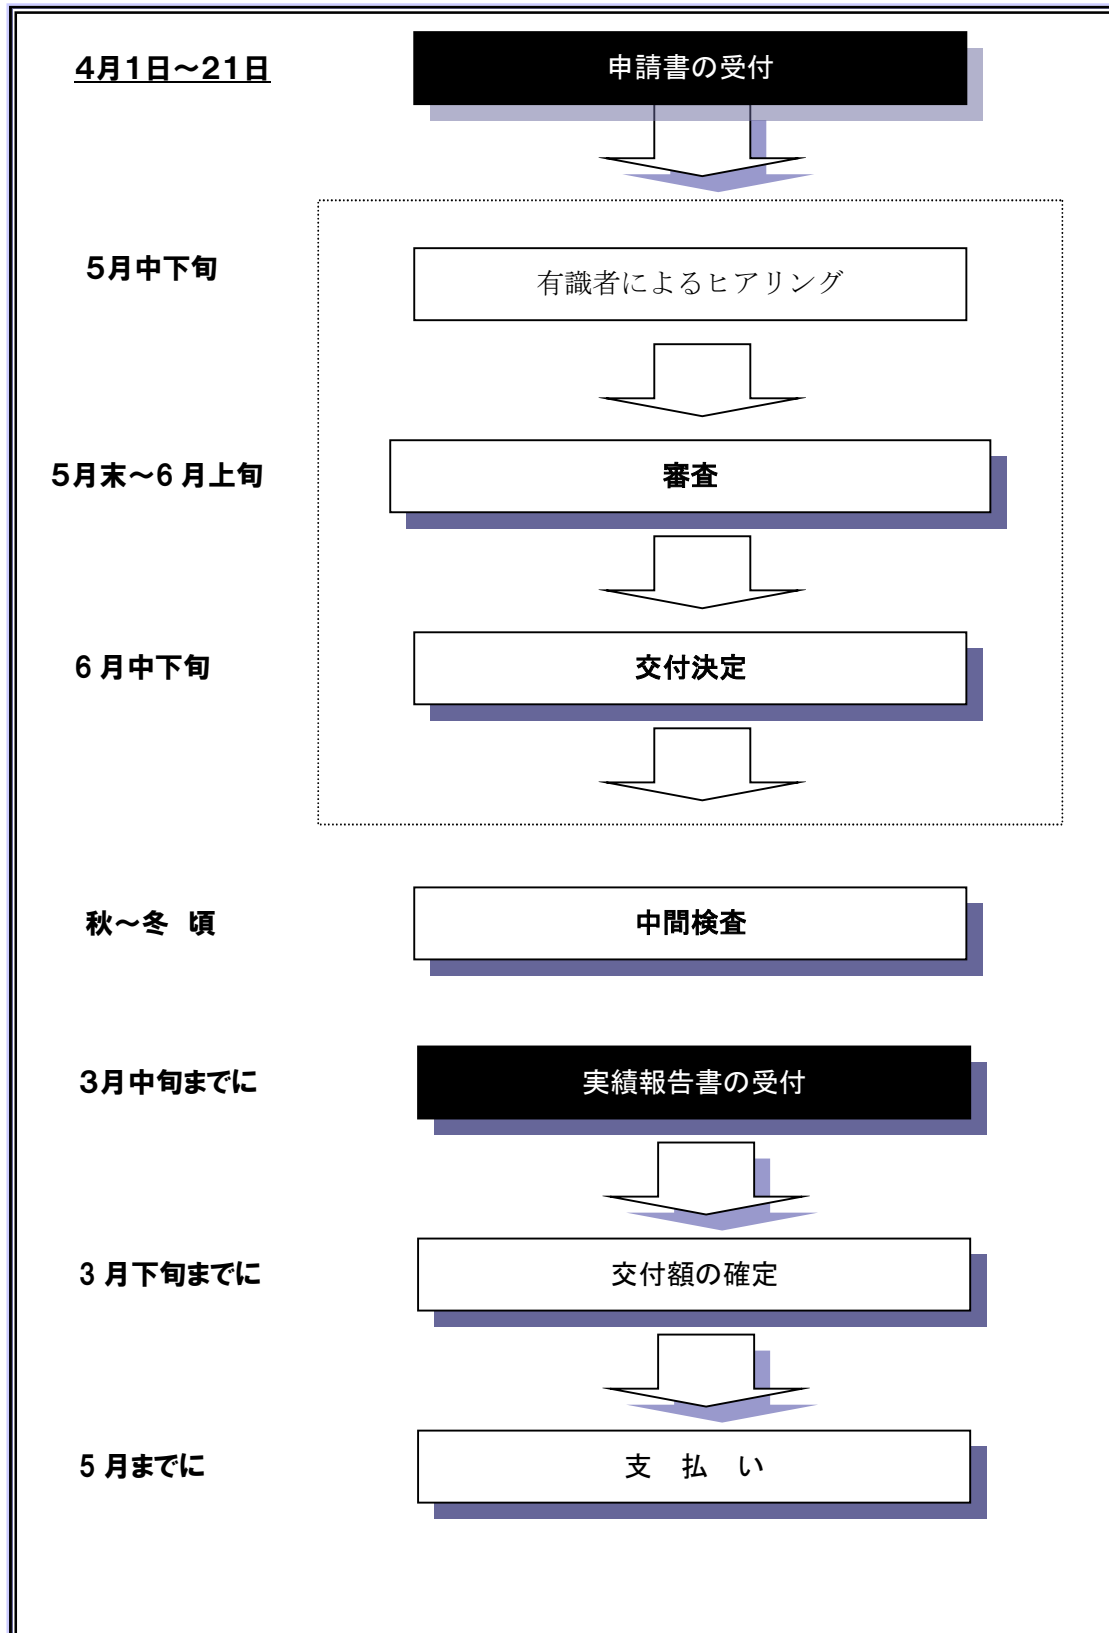 4月1日～21日
申請書の受付
5月中下旬
有識者によるヒアリング
5月末～6月上旬
審査
6月中下旬
交付決定
秋～冬　頃
中間検査
3月中旬までに
実績報告書の受付
3月下旬までに
交付額の確定
5月までに
支　払　い